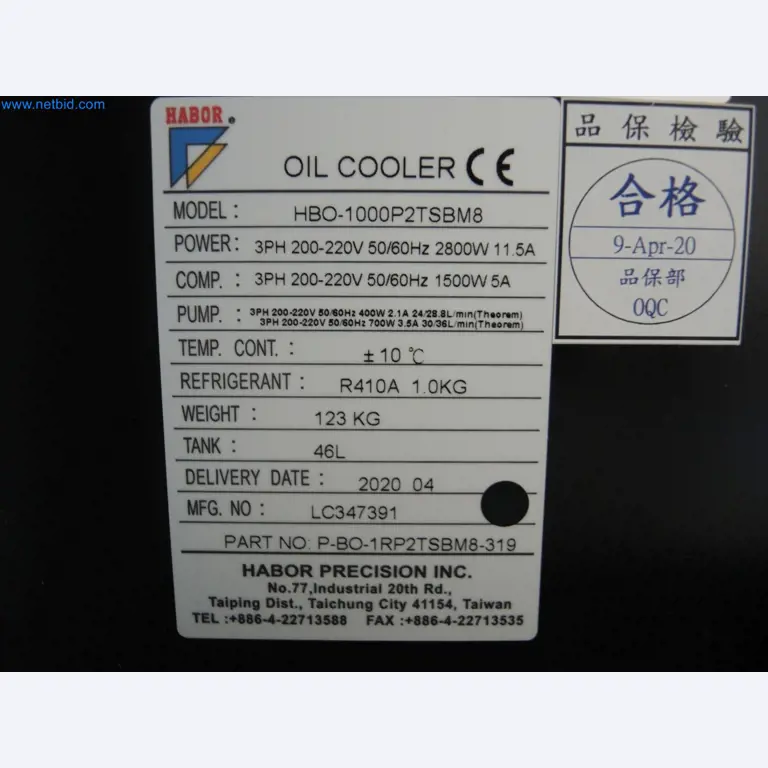 www.netbid.com
HABOR®
OIL COOLER CE
MODEL : HBO-1000P2TSBM8
POWER: 3PH 200-220V 50/60Hz 2800W 11.5A
COMP. : 3PH 200-220V 50/60Hz 1500W 5A
PUMP. : 3PH 200-220V 50/60Hz 400W 2.1A 24/28.8L/min(Theorem)
3PH 200-220V 50/60Hz 700W 3.5A 30/36L/min(Theorem)
TEMP. CONT. : ±10 ℃
REFRIGERANT : R410A 1.0KG
WEIGHT : 123 KG
TANK : 46L
DELIVERY DATE : 2020 04
MFG. NO : LC347391
PART NO: P-BO-1RP2TSBM8-319
HABOR PRECISION INC.
No.77,Industrial 20th Rd.,
Taiping Dist., Taichung City 41154, Taiwan
TEL :+886-4-22713588 FAX :+886-4-22713535
品保檢驗
合格
9-Apr-20
品保部
OQC